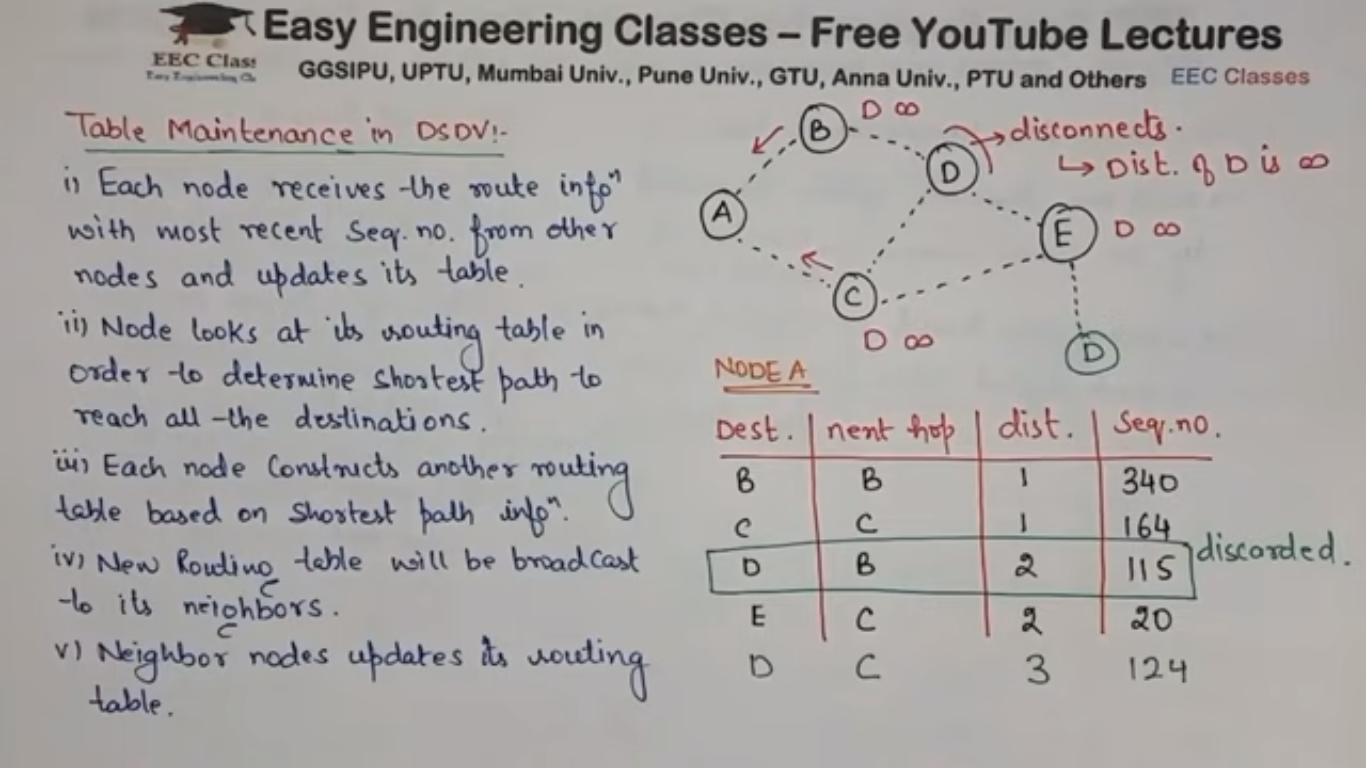 Easy Engineering Classes – Free YouTube Lectures
EEC Class
GGSIPU, UPTU, Mumbai Univ., Pune Univ., GTU, Anna Univ., PTU and Others EEC Classes
Table Maintenance in DSDV:-
i) Each node receives the route infoⁿ
with most recent Seq. no. from other
nodes and updates its table.
ii) Node looks at its routing table in
order to determine shortest path to
reach all the destinations.
iii) Each node Constructs another routing
table based on Shortest path infoⁿ.
iv) New Routing table will be broadcast
to its neighbors.
v) Neighbor nodes updates its routing
table.
B D ∞
D disconnects.
↳ Dist. of D is ∞
A
E D ∞
C
D ∞
D
NODE A
Dest. next hop dist. Seq. no.
B B 1 340
C C 1 164
D B 2 115 discarded.
E C 2 20
D C 3 124